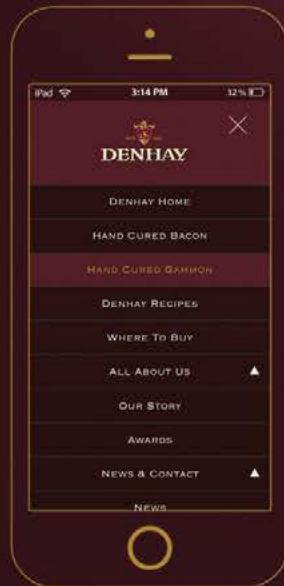 iPad 3:14 PM 32%
DENHAY
DENHAY HOME
HAND CURED BACON
HAND CURED GAMMON
DENHAY RECIPES
WHERE TO BUY
ALL ABOUT US
OUR STORY
AWARDS
NEWS & CONTACT
NEWS